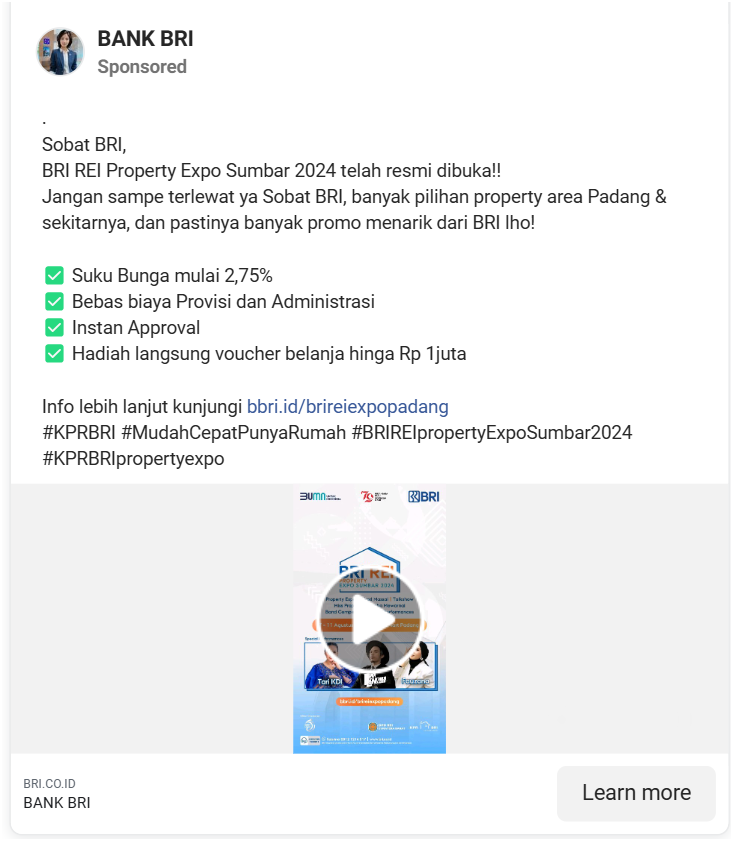 BANK BRI
Sponsored
.
Sobat BRI,
BRI REI Property Expo Sumbar 2024 telah resmi dibuka!!
Jangan sampe terlewat ya Sobat BRI, banyak pilihan property area Padang &
sekitarnya, dan pastinya banyak promo menarik dari BRI lho!
✅ Suku Bunga mulai 2,75%
✅ Bebas biaya Provisi dan Administrasi
✅ Instan Approval
✅ Hadiah langsung voucher belanja hingga Rp 1juta
Info lebih lanjut kunjungi bbri.id/brireiexpopadang
#KPRBRI #MudahCepatPunyaRumah #BRIREIpropertyExpoSumbar2024
#KPRBRIpropertyexpo
BUMN BRI
BRI REI
PROPERTY
EXPO SUMBAR 2024
Tari KDI
bbri.id/brireiexpopadang
BRI.CO.ID
BANK BRI
Learn more